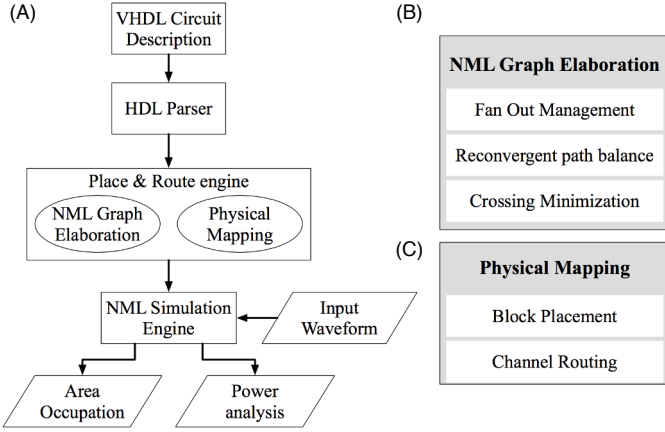 (A)
VHDL Circuit
Description
HDL Parser
Place & Route engine
NML Graph
Elaboration
Physical
Mapping
NML Simulation
Engine
Input
Waveform
Area
Occupation
Power
analysis
(B)
NML Graph Elaboration
Fan Out Management
Reconvergent path balance
Crossing Minimization
(C)
Physical Mapping
Block Placement
Channel Routing